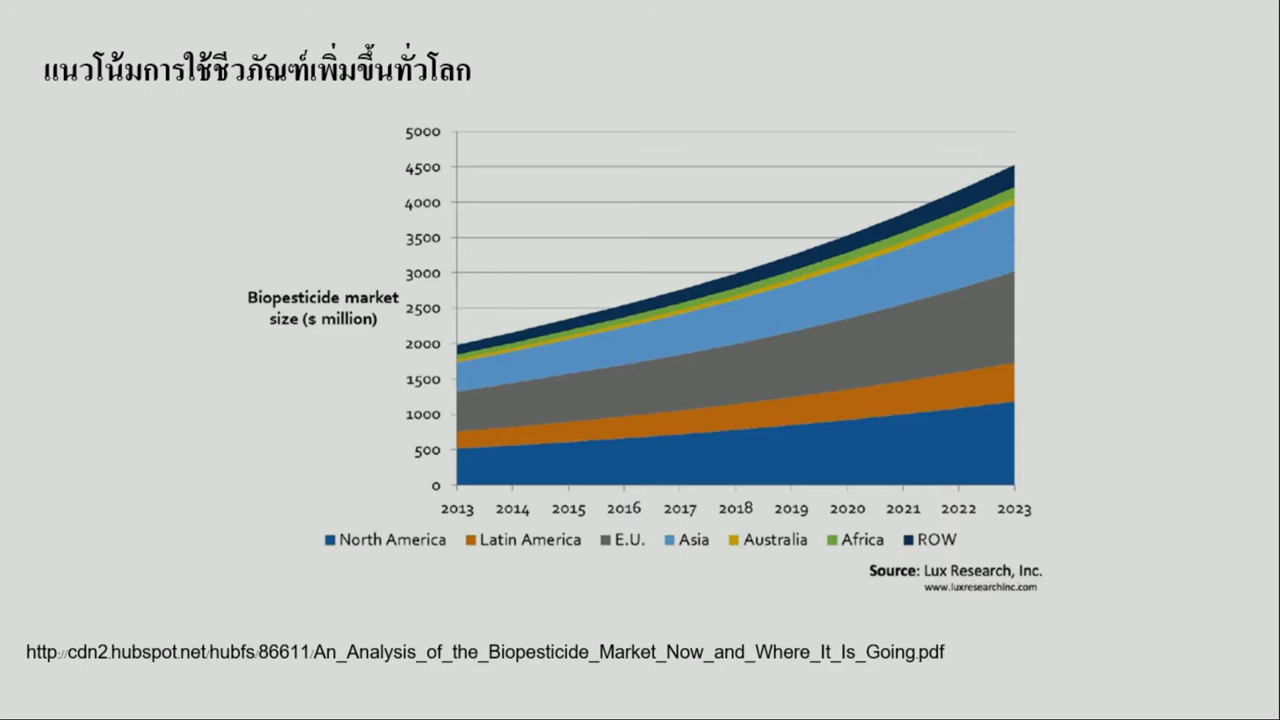 แนวโน้มการใช้ชีวภัณฑ์เพิ่มขึ้นทั่วโลก
5000
4500
4000
3500
3000
Biopesticide market
size ($ million)
2500
2000
1500
1000
500
0
2013 2014 2015 2016 2017 2018 2019 2020 2021 2022 2023
North America Latin America E.U. Asia Australia Africa ROW
Source: Lux Research, Inc.
www.luxresearchinc.com
http://cdn2.hubspot.net/hubfs/86611/An_Analysis_of_the_Biopesticide_Market_Now_and_Where_It_Is_Going.pdf